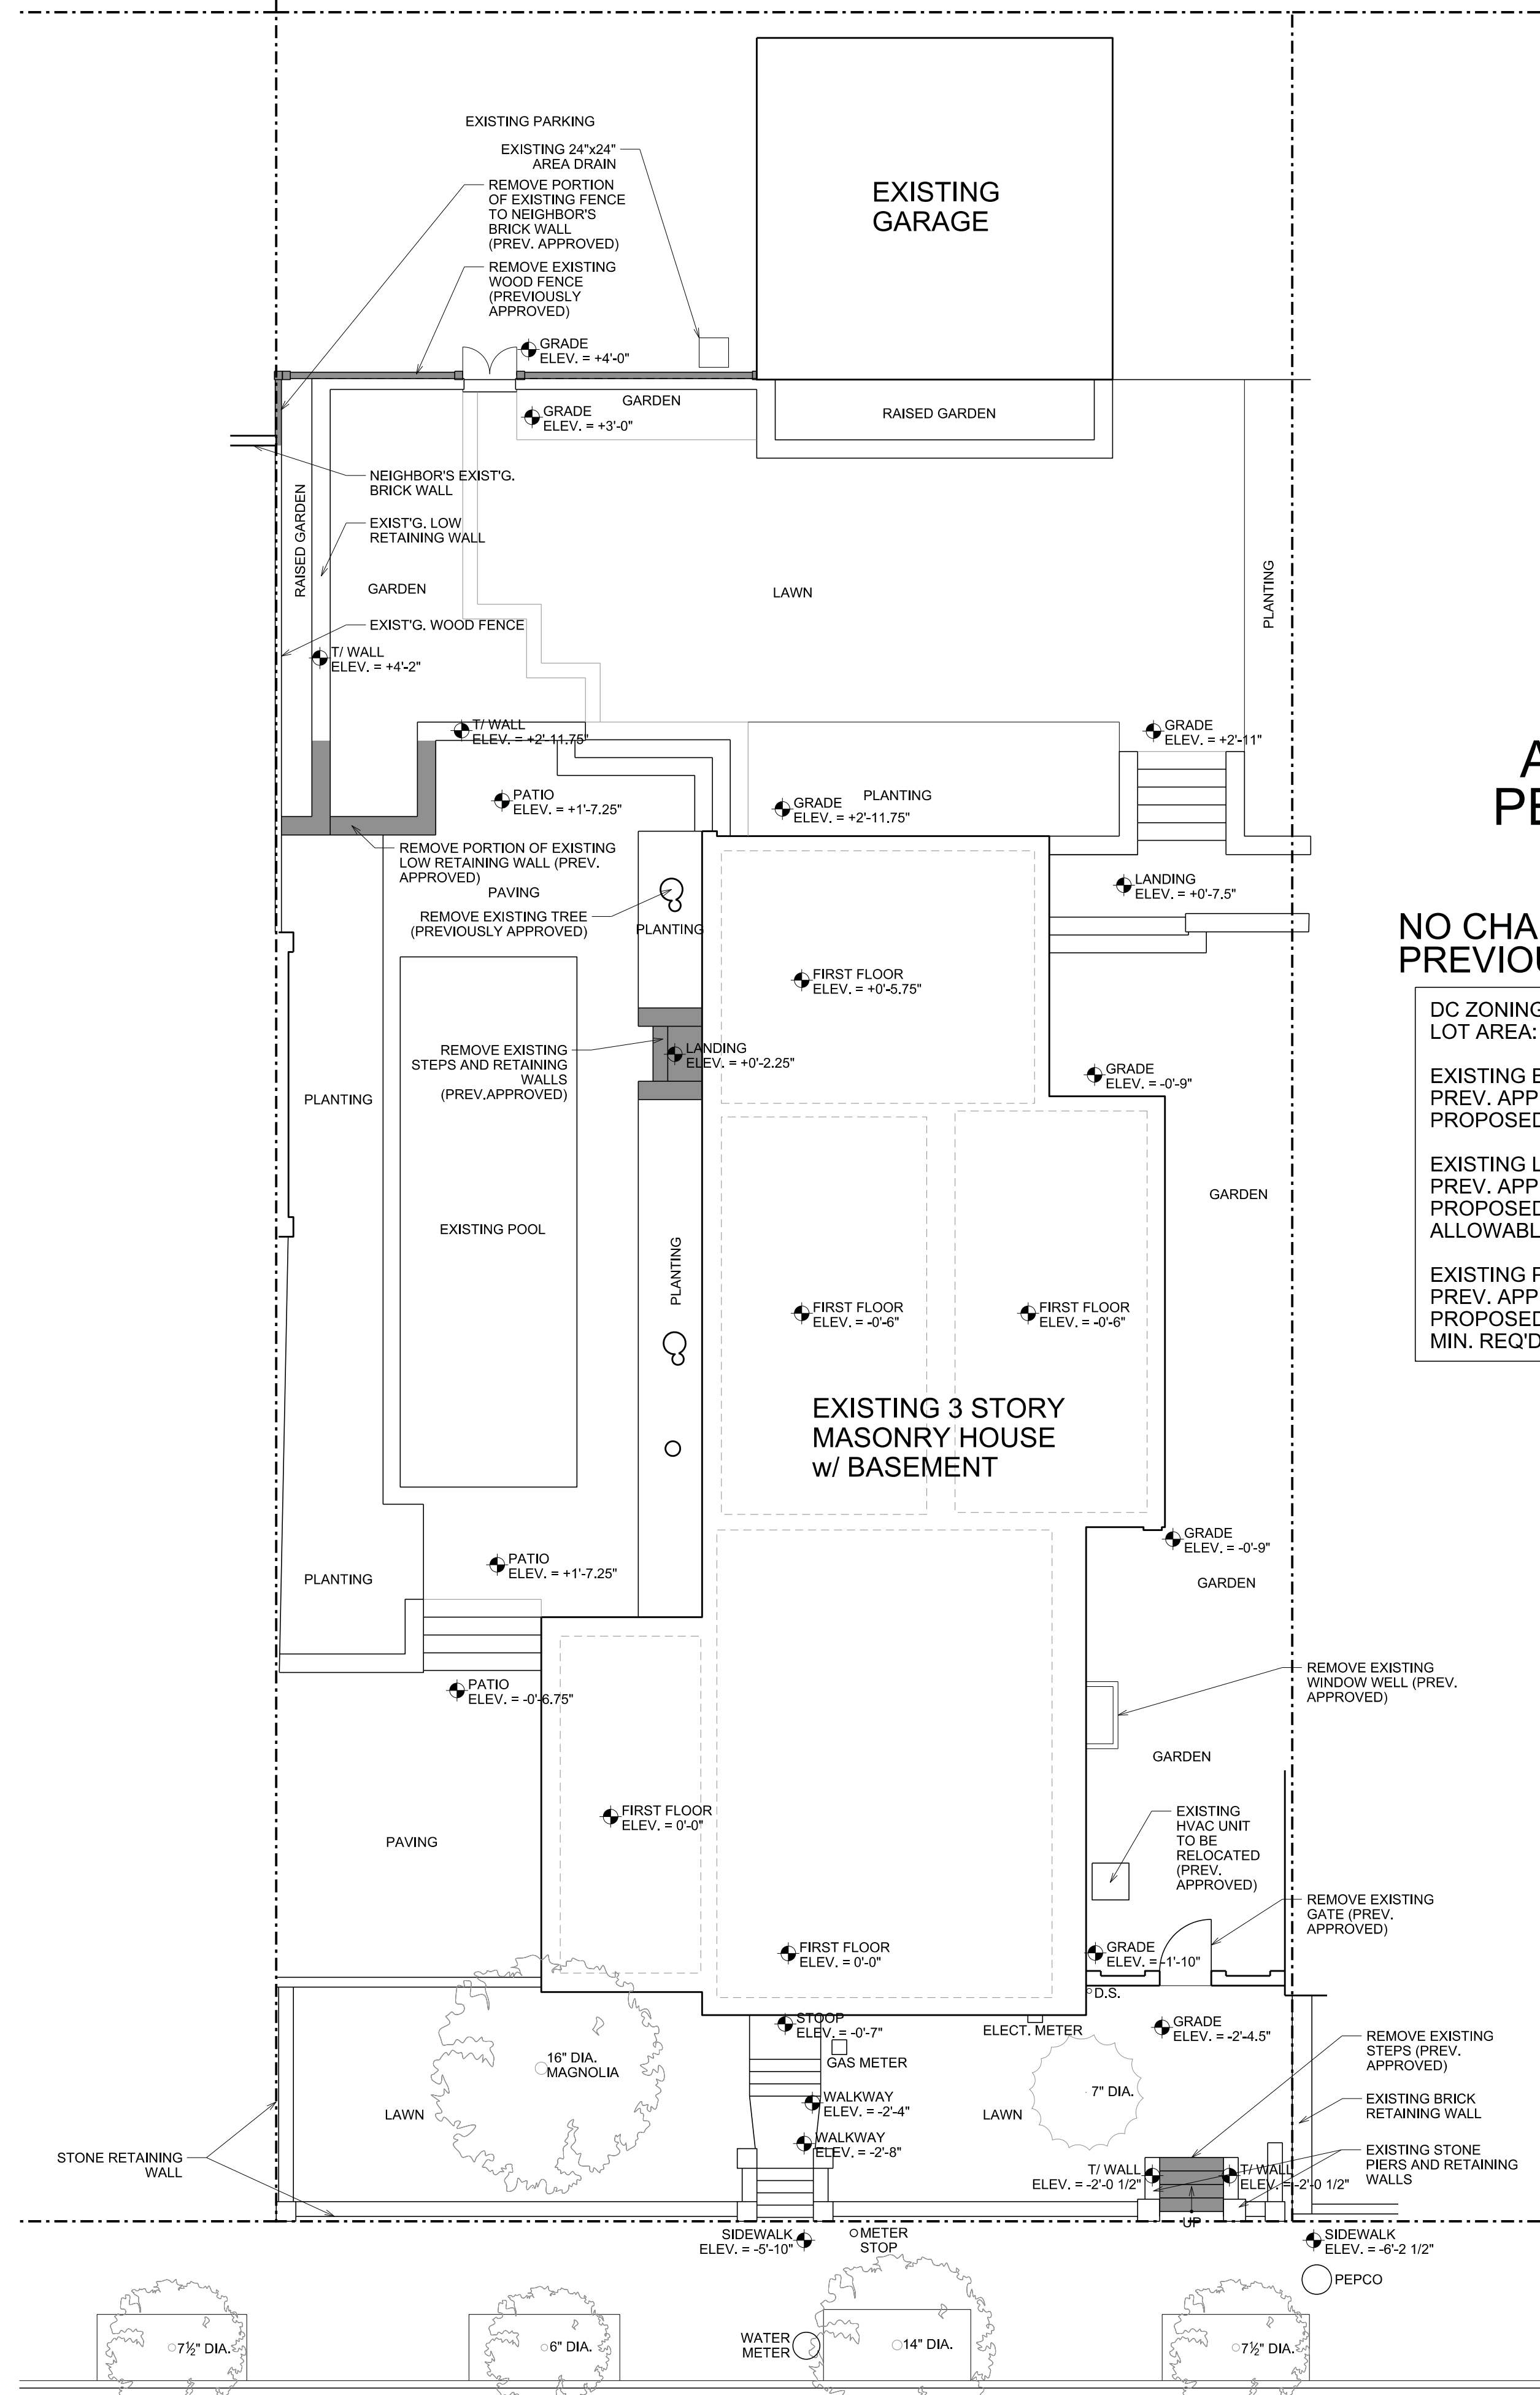 EXISTING PARKING
EXISTING 24"x24"
AREA DRAIN
REMOVE PORTION
OF EXISTING FENCE
TO NEIGHBOR'S
BRICK WALL
(PREV. APPROVED)
REMOVE EXISTING
WOOD FENCE
(PREVIOUSLY
APPROVED)
EXISTING
GARAGE
GRADE
ELEV. = +4'-0"
GARDEN
GRADE
ELEV. = +3'-0"
RAISED GARDEN
NEIGHBOR'S EXIST'G.
BRICK WALL
RAISED GARDEN
EXIST'G. LOW
RETAINING WALL
GARDEN
LAWN
PLANTING
EXIST'G. WOOD FENCE
T/ WALL
ELEV. = +4'-2"
T/ WALL
ELEV. = +2'-11.75"
GRADE
ELEV. = +2'-11"
PATIO
ELEV. = +1'-7.25"
GRADE
ELEV. = +2'-11.75"
PLANTING
REMOVE PORTION OF EXISTING
LOW RETAINING WALL (PREV.
APPROVED)
PAVING
REMOVE EXISTING TREE
(PREVIOUSLY APPROVED)
PLANTING
LANDING
ELEV. = +0'-7.5"
NO CHA
PREVIOU
FIRST FLOOR
ELEV. = +0'-5.75"
DC ZONING
LOT AREA:
EXISTING
PREV. APP
PROPOSED
EXISTING L
PREV. APP
PROPOSED
ALLOWABL
EXISTING
PREV. APP
PROPOSED
MIN. REQ'D
REMOVE EXISTING
STEPS AND RETAINING
WALLS
(PREV.APPROVED)
LANDING
ELEV. = +0'-2.25"
GRADE
ELEV. = -0'-9"
PLANTING
GARDEN
EXISTING POOL
PLANTING
FIRST FLOOR
ELEV. = -0'-6"
FIRST FLOOR
ELEV. = -0'-6"
EXISTING 3 STORY
MASONRY HOUSE
w/ BASEMENT
GRADE
ELEV. = -0'-9"
PATIO
ELEV. = +1'-7.25"
PLANTING
GARDEN
REMOVE EXISTING
WINDOW WELL (PREV.
APPROVED)
PATIO
ELEV. = -0'-6.75"
GARDEN
FIRST FLOOR
ELEV. = 0'-0"
PAVING
EXISTING
HVAC UNIT
TO BE
RELOCATED
(PREV.
APPROVED)
REMOVE EXISTING
GATE (PREV.
APPROVED)
FIRST FLOOR
ELEV. = 0'-0"
GRADE
ELEV. = -1'-10"
D.S.
STOOP
ELEV. = -0'-7"
ELECT. METER
GRADE
ELEV. = -2'-4.5"
REMOVE EXISTING
STEPS (PREV.
APPROVED)
16" DIA.
MAGNOLIA
GAS METER
7" DIA.
WALKWAY
ELEV. = -2'-4"
LAWN
LAWN
EXISTING BRICK
RETAINING WALL
WALKWAY
ELEV. = -2'-8"
STONE RETAINING
WALL
EXISTING STONE
PIERS AND RETAINING
WALLS
T/ WALL
ELEV. = -2'-0 1/2"
T/ WALL
ELEV. = -2'-0 1/2"
UP
SIDEWALK
ELEV. = -5'-10"
METER
STOP
SIDEWALK
ELEV. = -6'-2 1/2"
PEPCO
WATER
METER
7½" DIA.
6" DIA.
14" DIA.
7½" DIA.